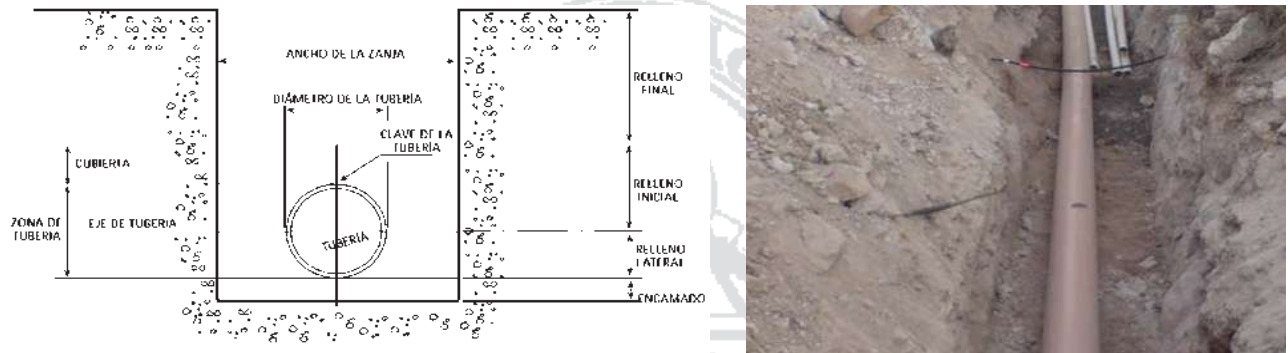 ANCHO DE LA ZANJA
DIÁMETRO DE LA TUBERÍA
CLAVE DE LA
TUBERÍA
CUBIERTA
ZONA DE
TUBERÍA
EJE DE TUBERIA
TUBERÍA
RELLENO
FINAL
RELLENO
INICIAL
RELLENO
LATERAL
ENCAMADO